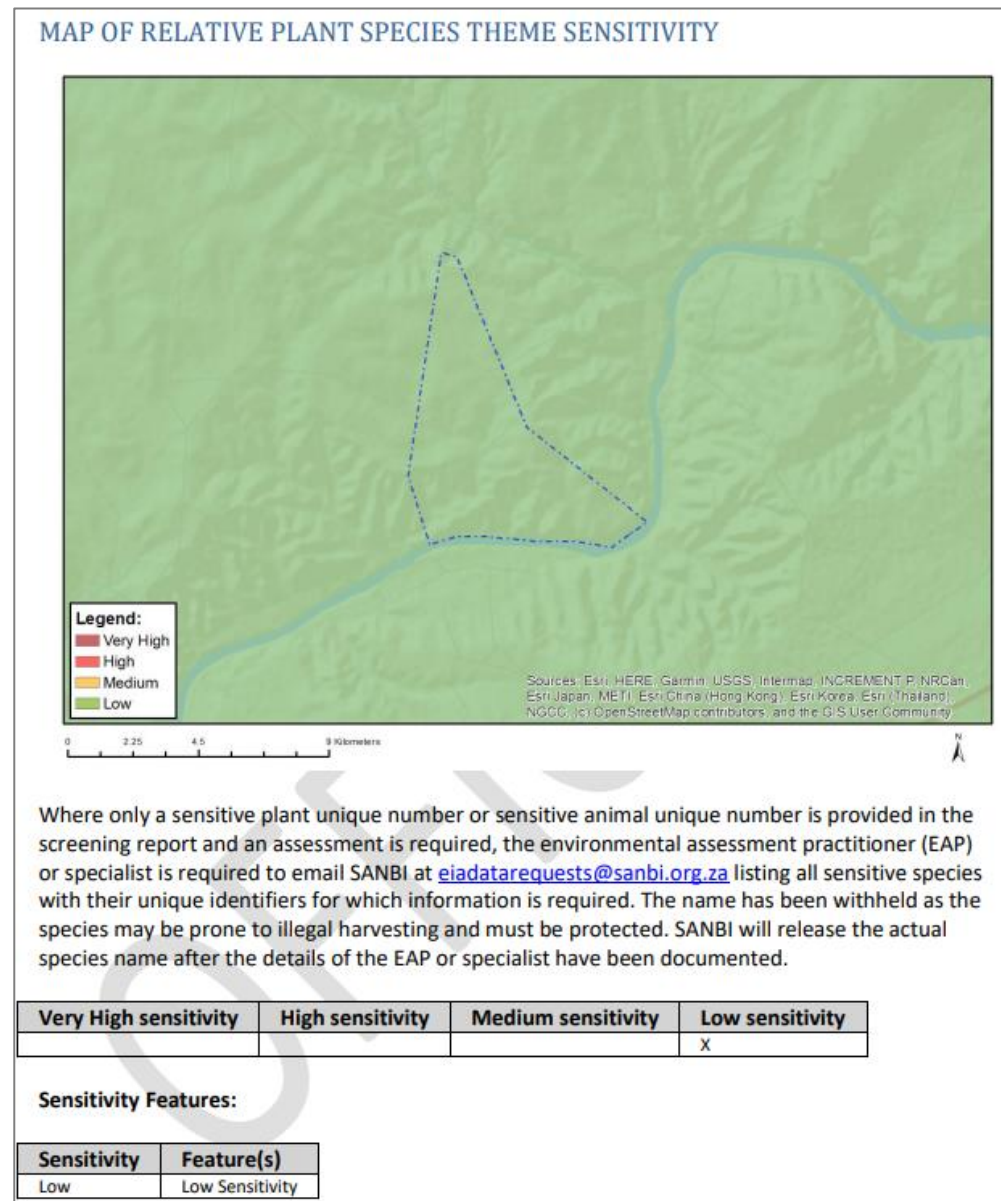 MAP OF RELATIVE PLANT SPECIES THEME SENSITIVITY
Legend:
Very High
High
Medium
Low
Sources: Esri, HERE, Garmin, USGS, Intermap, INCREMENT P, NRCan,
Esri Japan, METI, Esri China (Hong Kong), Esri Korea, Esri (Thailand),
NGCC, (c) OpenStreetMap contributors, and the GIS User Community
0 2.25 4.5 9 Kilometers
N
Where only a sensitive plant unique number or sensitive animal unique number is provided in the
screening report and an assessment is required, the environmental assessment practitioner (EAP)
or specialist is required to email SANBI at eiadatarequests@sanbi.org.za listing all sensitive species
with their unique identifiers for which information is required. The name has been withheld as the
species may be prone to illegal harvesting and must be protected. SANBI will release the actual
species name after the details of the EAP or specialist have been documented.
Very High sensitivity High sensitivity Medium sensitivity Low sensitivity
X
Sensitivity Features:
Sensitivity Feature(s)
Low Low Sensitivity